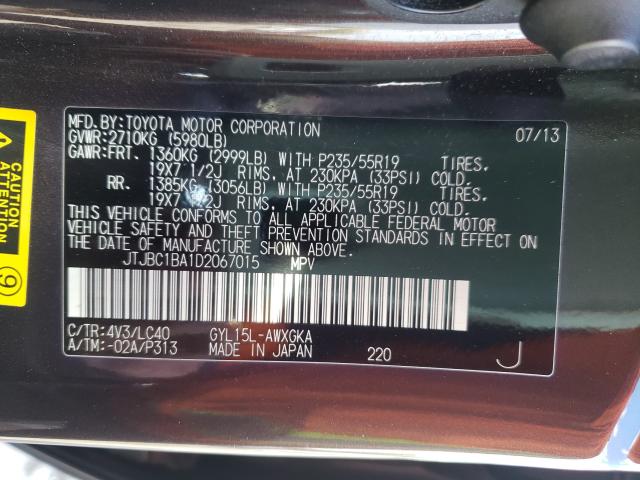 MFD.BY:TOYOTA MOTOR CORPORATION 07/13
GVWR:2710KG (5980LB)
GAWR:FRT. 1360KG (2999LB) WITH P235/55R19 TIRES.
19X7 1/2J RIMS. AT 230KPA (33PSI) COLD.
RR. 1385KG (3056LB) WITH P235/55R19 TIRES.
19X7 1/2J RIMS. AT 230KPA (33PSI) COLD.
THIS VEHICLE CONFORMS TO ALL APPLICABLE FEDERAL MOTOR
VEHICLE SAFETY AND THEFT PREVENTION STANDARDS IN EFFECT ON
THE DATE OF MANUFACTURE SHOWN ABOVE.
JTJBC1BA1D2067015 MPV
C/TR:4V3/LC40 GYL15L-AWXGKA
A/TM:-02A/P313 MADE IN JAPAN 220 J
ATTENTION
9